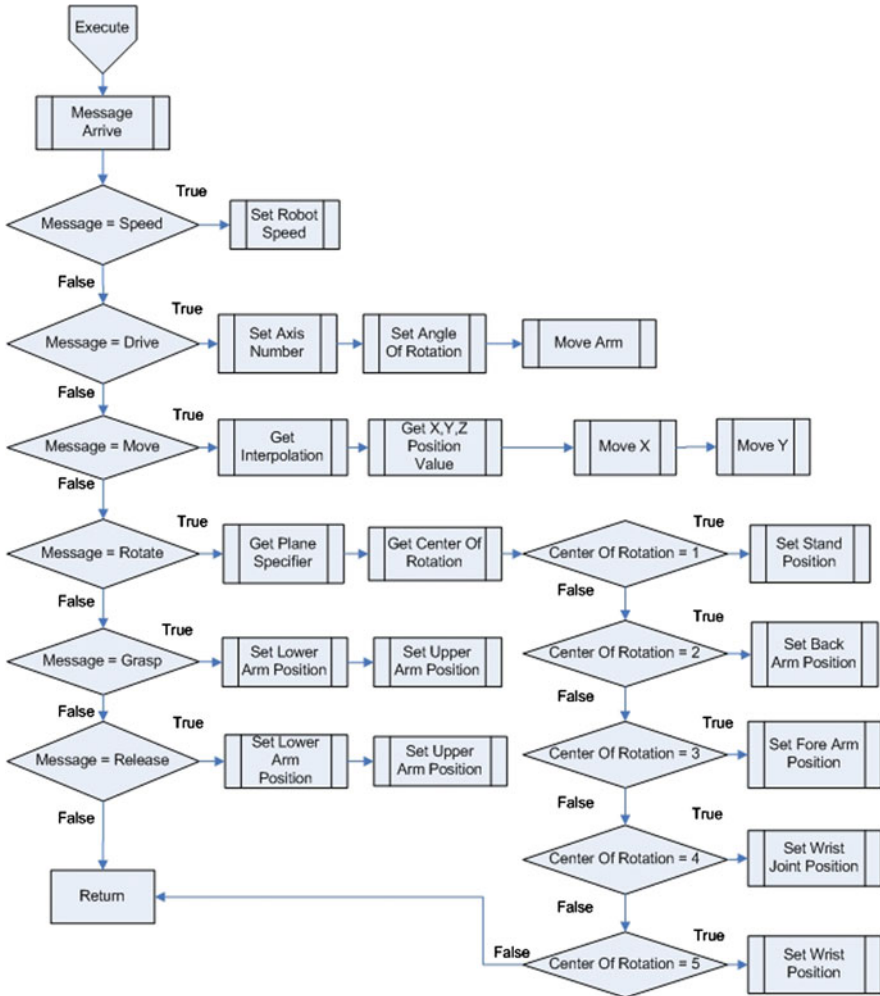 Execute
Message
Arrive
True
Message = Speed
Set Robot
Speed
False
True
Message = Drive
Set Axis
Number
Set Angle
Of Rotation
Move Arm
False
True
Message = Move
Get
Interpolation
Get X,Y,Z
Position
Value
Move X
Move Y
False
True
Message = Rotate
Get Plane
Specifier
Get Center Of
Rotation
Center Of Rotation = 1
True
Set Stand
Position
False
True
Message = Grasp
Set Lower
Arm Position
Set Upper
Arm Position
False
True
Center Of Rotation = 2
Set Back
Arm Position
False
True
Message = Release
Set Lower
Arm
Position
Set Upper
Arm Position
False
True
Center Of Rotation = 3
Set Fore Arm
Position
False
Return
False
True
Center Of Rotation = 4
Set Wrist
Joint Position
False
True
False
Center Of Rotation = 5
Set Wrist
Position